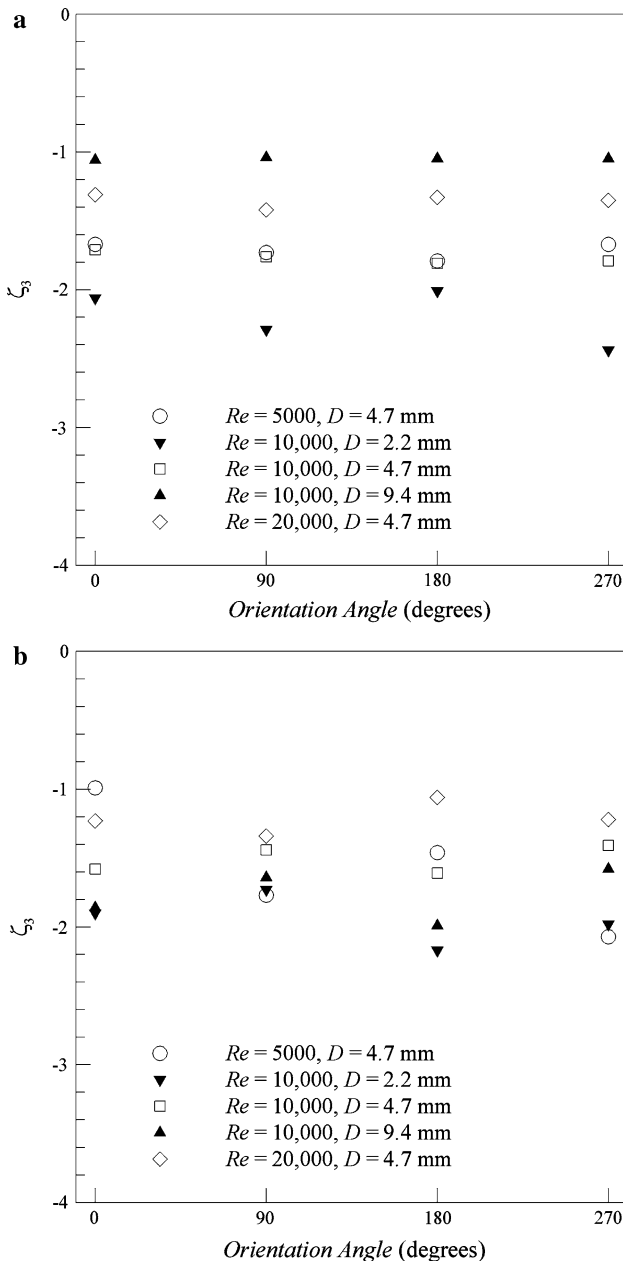 a
0
-1
-2
-3
-4
ζ3
Re = 5000, D = 4.7 mm
Re = 10,000, D = 2.2 mm
Re = 10,000, D = 4.7 mm
Re = 10,000, D = 9.4 mm
Re = 20,000, D = 4.7 mm
0 90 180 270
Orientation Angle (degrees)
b
0
-1
-2
-3
-4
ζ3
Re = 5000, D = 4.7 mm
Re = 10,000, D = 2.2 mm
Re = 10,000, D = 4.7 mm
Re = 10,000, D = 9.4 mm
Re = 20,000, D = 4.7 mm
0 90 180 270
Orientation Angle (degrees)